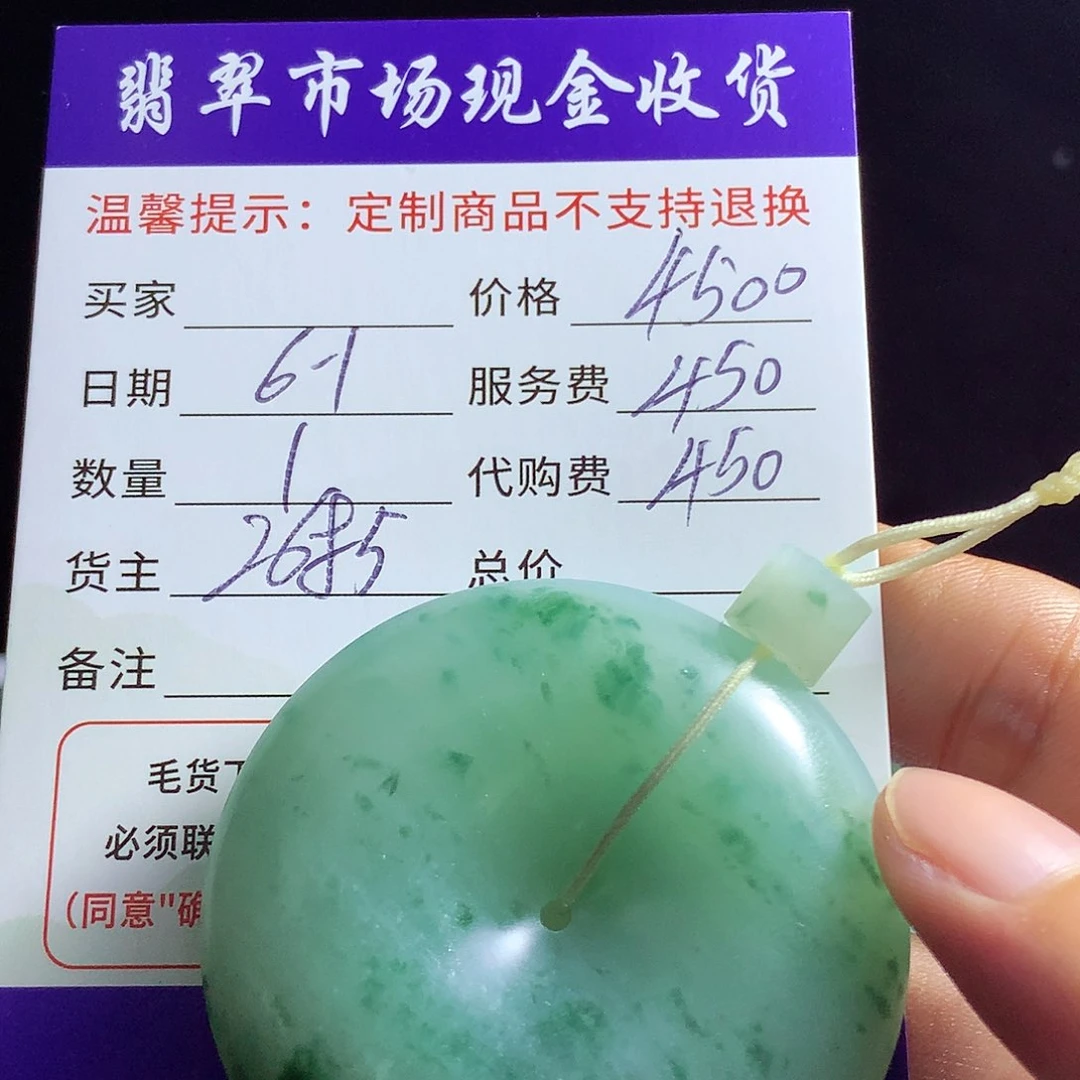 翡翠市场现金收货
温馨提示：定制商品不支持退换
买家 价格 4500
日期 6-1 服务费 450
数量 1 代购费 450
货主 总价
备注
毛货下
必须联
(同意"确